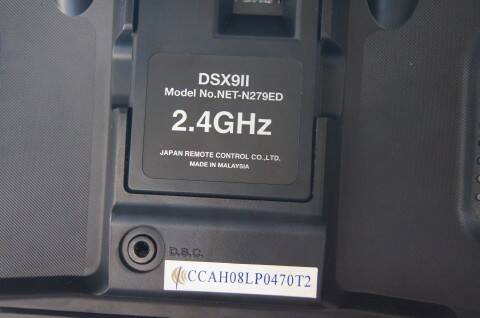 DSX9II
Model No.NET-N279ED
2.4GHz
JAPAN REMOTE CONTROL CO.,LTD.
MADE IN MALAYSIA
D.S.C.
CCAH08LP0470T2